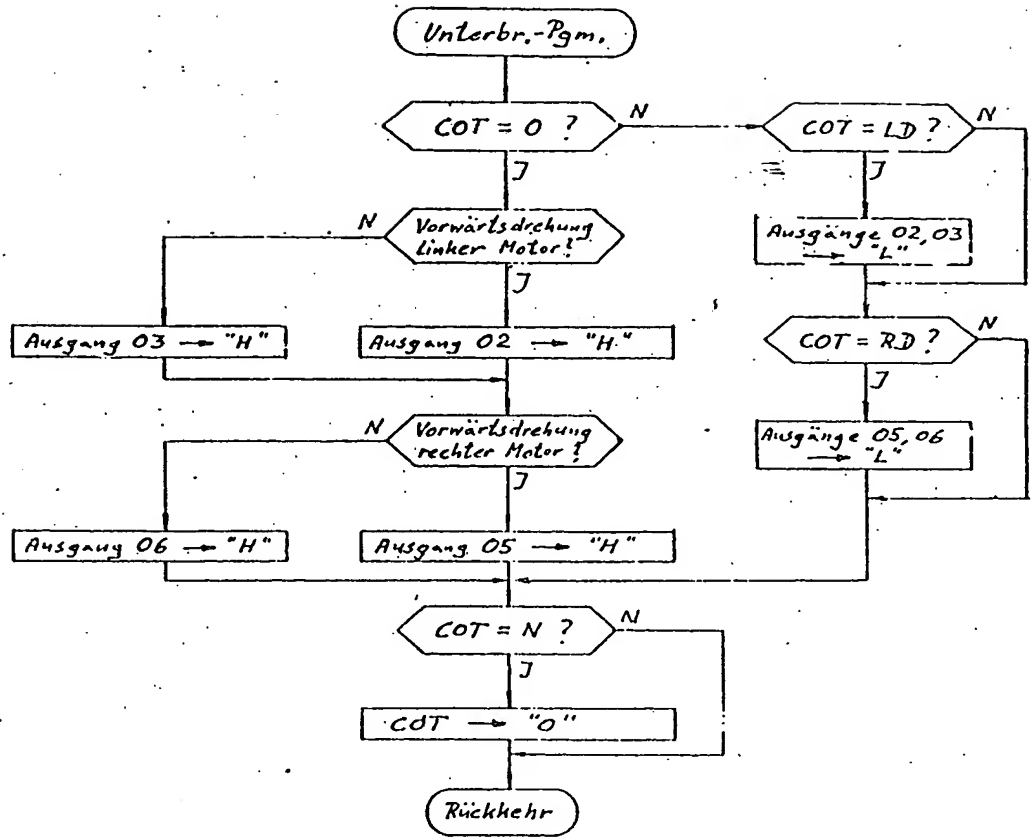 Unterbr.-Pgm.
COT = 0 ?
N
J
COT = LD ?
N
J
Vorwärtsdrehung
linker Motor?
N
J
Ausgänge 02, 03
→ "L"
Ausgang 03 → "H"
Ausgang 02 → "H"
COT = RD ?
N
J
Vorwärtsdrehung
rechter Motor?
N
J
Ausgänge 05, 06
→ "L"
Ausgang 06 → "H"
Ausgang 05 → "H"
COT = N ?
N
J
COT → "0"
Rückkehr